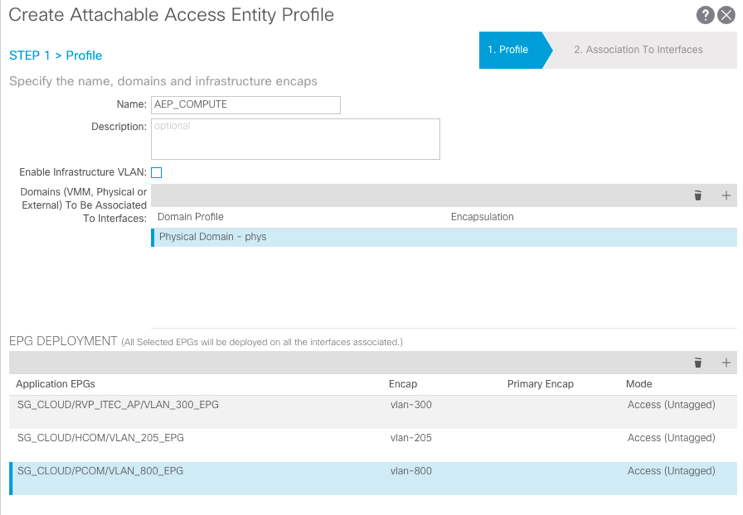 Create Attachable Access Entity Profile
STEP 1 > Profile
1. Profile
2. Association To Interfaces
Specify the name, domains and infrastructure encaps
Name: AEP_COMPUTE
Description: optional
Enable Infrastructure VLAN:
Domains (VMM, Physical or
External) To Be Associated
To Interfaces:
Domain Profile Encapsulation
Physical Domain - phys
EPG DEPLOYMENT (All Selected EPGs will be deployed on all the interfaces associated.)
Application EPGs Encap Primary Encap Mode
SG_CLOUD/RVP_ITEC_AP/VLAN_300_EPG vlan-300 Access (Untagged)
SG_CLOUD/HCOM/VLAN_205_EPG vlan-205 Access (Untagged)
SG_CLOUD/PCOM/VLAN_800_EPG vlan-800 Access (Untagged)